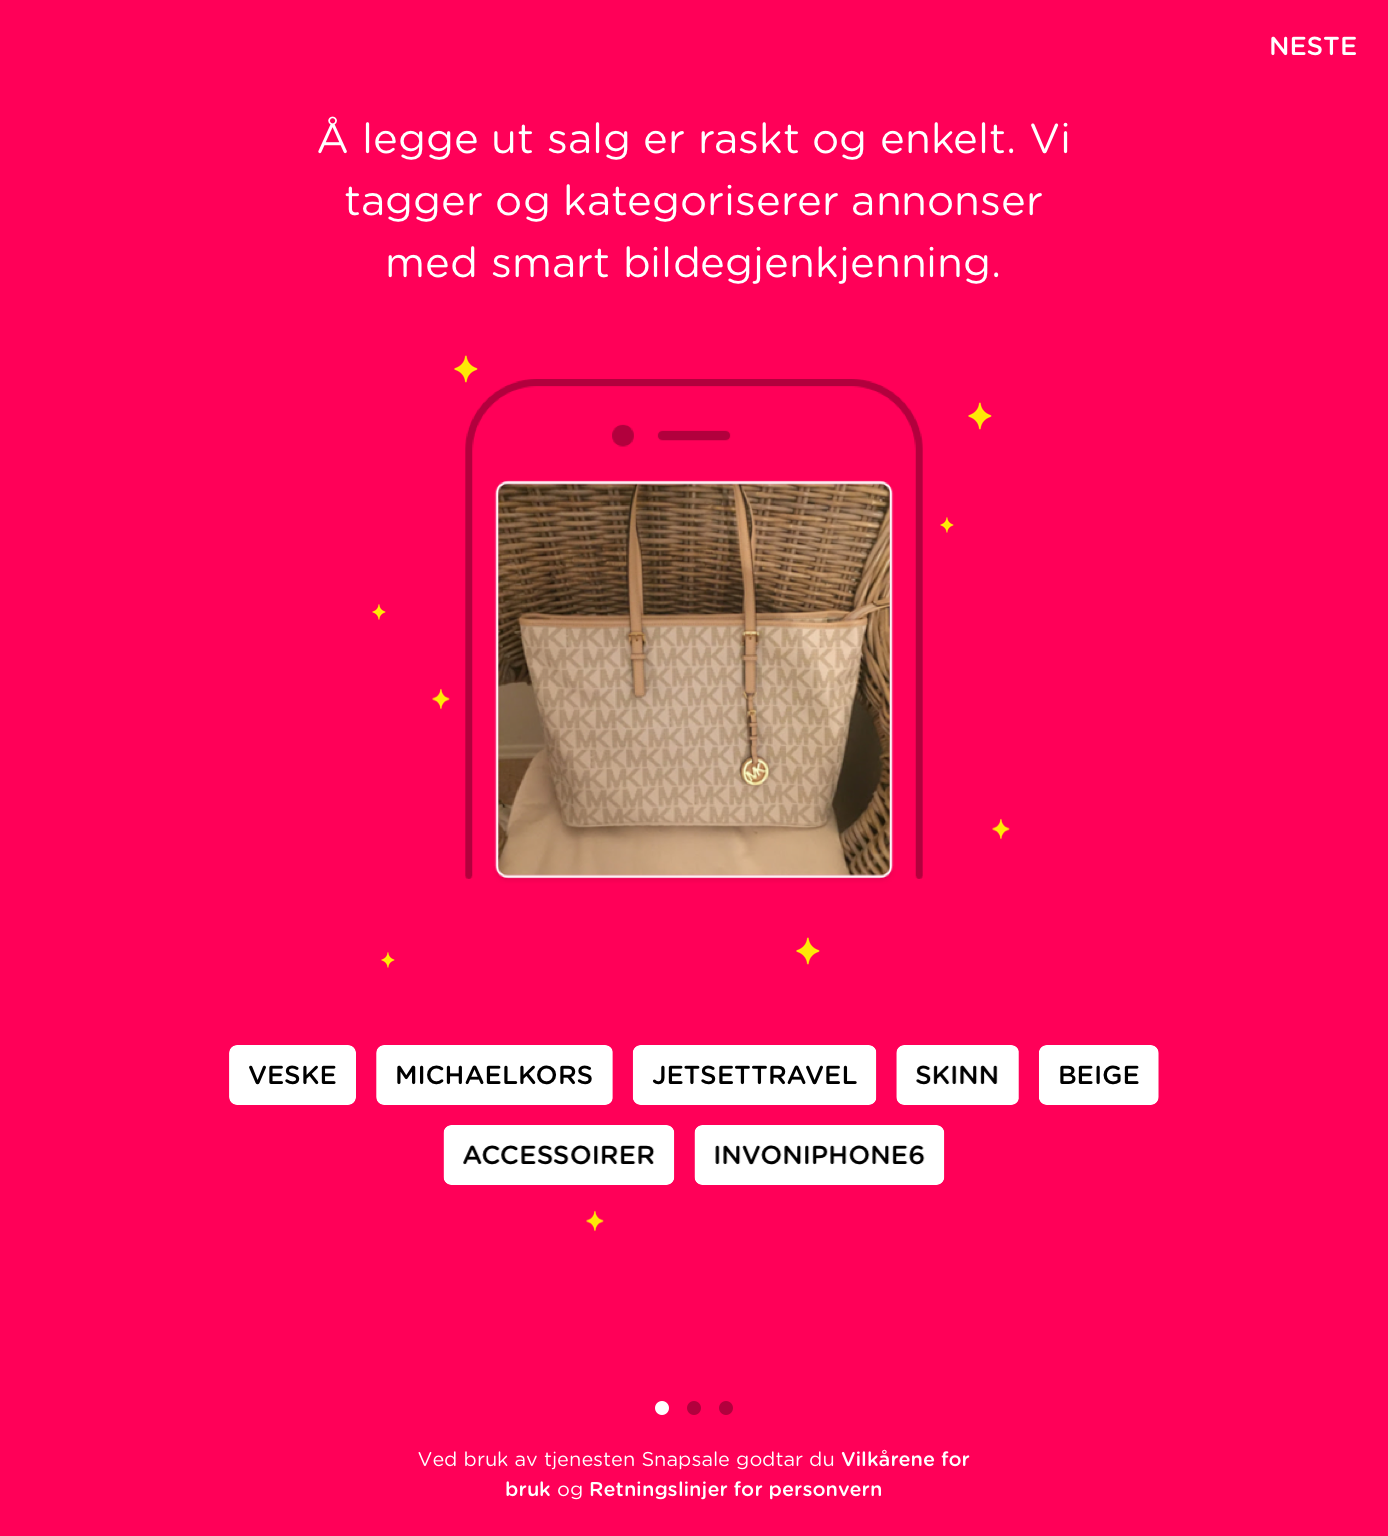 NESTE
Å legge ut salg er raskt og enkelt. Vi
tagger og kategoriserer annonser
med smart bildegjenkjenning.
MK
VESKE MICHAELKORS JETSETTRAVEL SKINN BEIGE
ACCESSOIRER INVONIPHONE6
Ved bruk av tjenesten Snapsale godtar du Vilkårene for
bruk og Retningslinjer for personvern